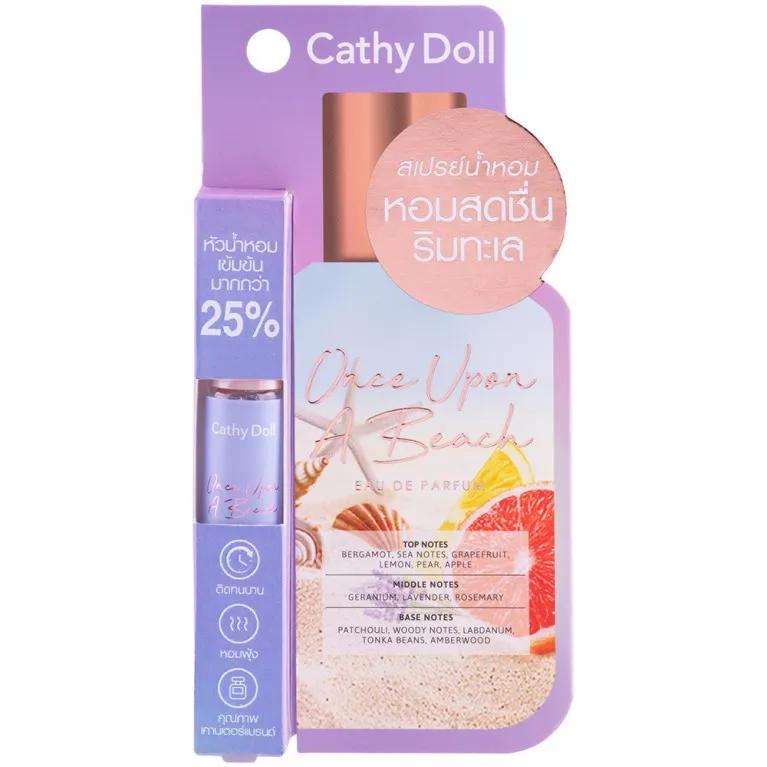 Cathy Doll
สเปรย์น้ำหอม
หอมสดชื่น
ริมทะเล
หัวน้ำหอม
เข้มข้น
มากกว่า
25%
Cathy Doll
Once Upon
A Beach
ติดทนนาน
หอมฟุ้ง
คุณภาพ
เคาน์เตอร์แบรนด์
Once Upon
A Beach
EAU DE PARFUM
TOP NOTES
BERGAMOT, SEA NOTES, GRAPEFRUIT,
LEMON, PEAR, APPLE
MIDDLE NOTES
GERANIUM, LAVENDER, ROSEMARY
BASE NOTES
PATCHOULI, WOODY NOTES, LABDANUM,
TONKA BEANS, AMBERWOOD